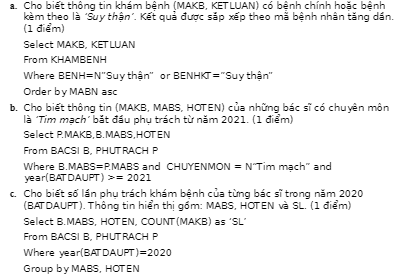 a. Cho biết thông tin khám bệnh (MAKB, KETLUAN) có bệnh chính hoặc bệnh
kèm theo là ‘Suy thận’. Kết quả được sắp xếp theo mã bệnh nhân tăng dần.
(1 điểm)
Select MAKB, KETLUAN
From KHAMBENH
Where BENH=N”Suy thận” or BENHKT=”Suy thận”
Order by MABN asc
b. Cho biết thông tin (MAKB, MABS, HOTEN) của những bác sĩ có chuyên môn
là ‘Tim mạch’ bắt đầu phụ trách từ năm 2021. (1 điểm)
Select P.MAKB,B.MABS,HOTEN
From BACSI B, PHUTRACH P
Where B.MABS=P.MABS and CHUYENMON = N”Tim mạch” and
year(BATDAUPT) >= 2021
c. Cho biết số lần phụ trách khám bệnh của từng bác sĩ trong năm 2020
(BATDAUPT). Thông tin hiển thị gồm: MABS, HOTEN và SL. (1 điểm)
Select B.MABS, HOTEN, COUNT(MAKB) as ‘SL’
From BACSI B, PHUTRACH P
Where year(BATDAUPT)=2020
Group by MABS, HOTEN